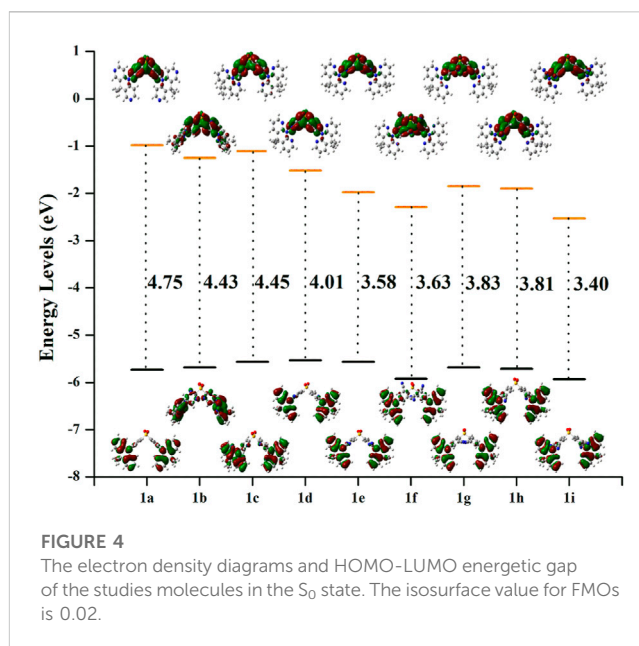 Energy Levels (eV)
1
0
-1
-2
-3
-4
-5
-6
-7
-8
4.75 4.43 4.45 4.01 3.58 3.63 3.83 3.81 3.40
1a 1b 1c 1d 1e 1f 1g 1h 1i
FIGURE 4
The electron density diagrams and HOMO-LUMO energetic gap
of the studies molecules in the S₀ state. The isosurface value for FMOs
is 0.02.